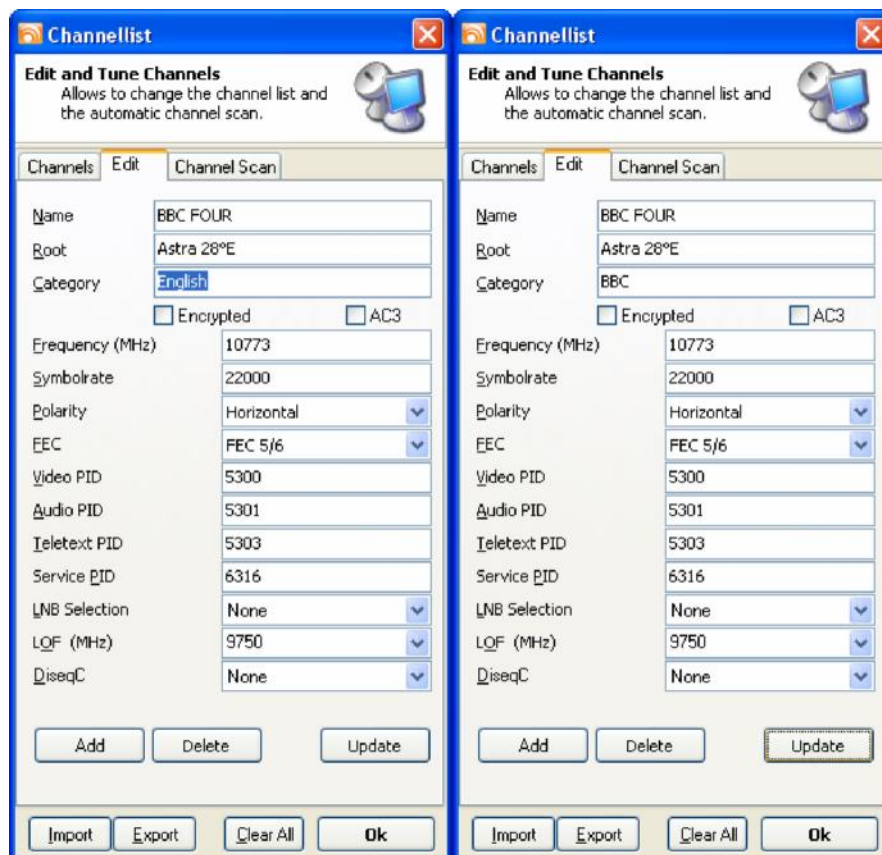 Channellist
Edit and Tune Channels
Allows to change the channel list and
the automatic channel scan.
Channels Edit Channel Scan
Name BBC FOUR
Root Astra 28°E
Category English
Encrypted AC3
Frequency (MHz) 10773
Symbolrate 22000
Polarity Horizontal
FEC FEC 5/6
Video PID 5300
Audio PID 5301
Teletext PID 5303
Service PID 6316
LNB Selection None
LOF (MHz) 9750
DiseqC None
Add Delete Update
Import Export Clear All Ok
Channellist
Edit and Tune Channels
Allows to change the channel list and
the automatic channel scan.
Channels Edit Channel Scan
Name BBC FOUR
Root Astra 28°E
Category BBC
Encrypted AC3
Frequency (MHz) 10773
Symbolrate 22000
Polarity Horizontal
FEC FEC 5/6
Video PID 5300
Audio PID 5301
Teletext PID 5303
Service PID 6316
LNB Selection None
LOF (MHz) 9750
DiseqC None
Add Delete Update
Import Export Clear All Ok